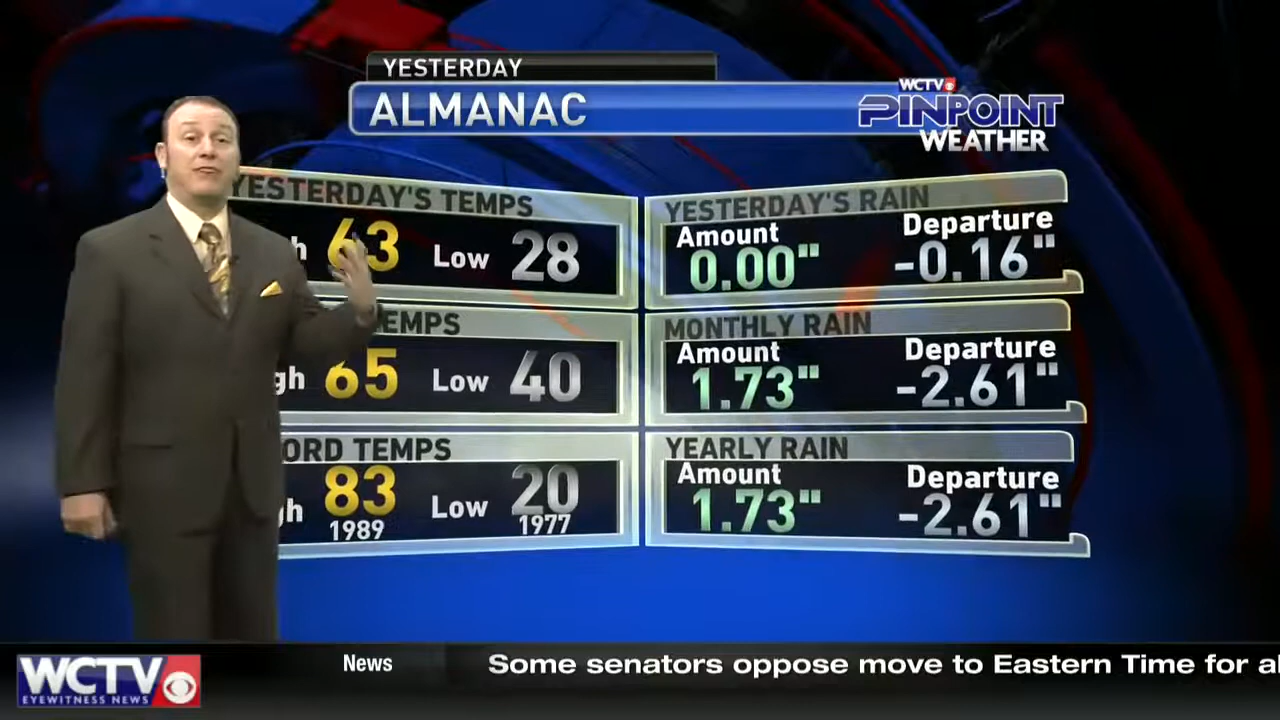 YESTERDAY
ALMANAC
WCTV
PINPOINT
WEATHER
YESTERDAY'S TEMPS
h 63 Low 28
EMPS
gh 65 Low 40
ORD TEMPS
gh 83 Low 20
1989 1977
YESTERDAY'S RAIN
Amount Departure
0.00" -0.16"
MONTHLY RAIN
Amount Departure
1.73" -2.61"
YEARLY RAIN
Amount Departure
1.73" -2.61"
WCTV
EYEWITNESS NEWS
News Some senators oppose move to Eastern Time for al